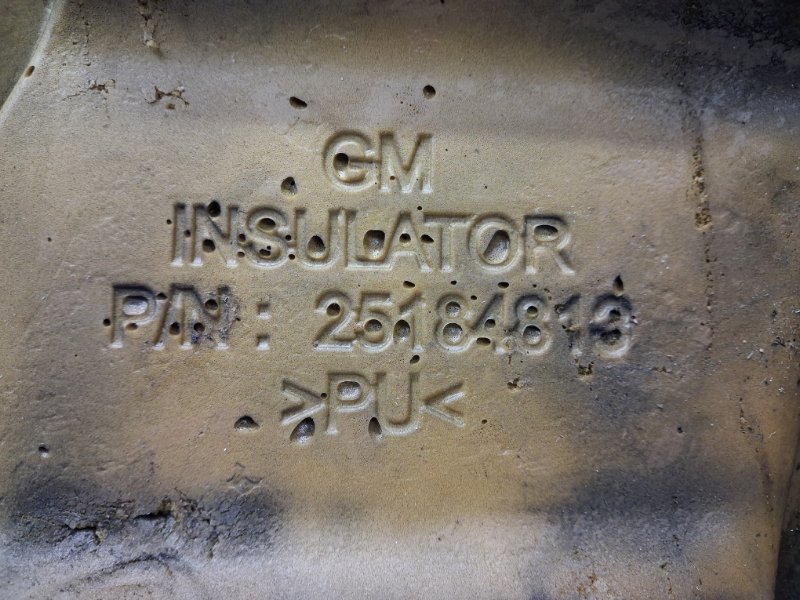 GM
INSULATOR
P/N: 25184813
>PU<